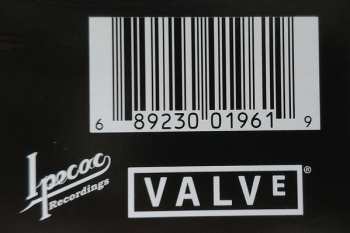 6 89230 01961 9
Ipecac
Recordings
VALVE®